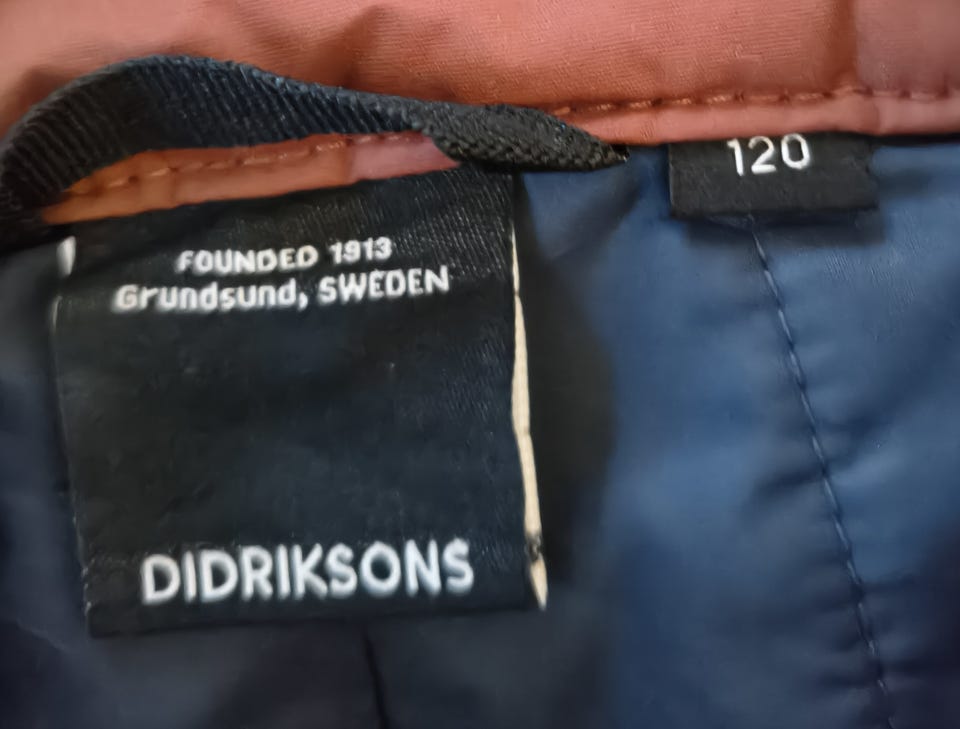 120
FOUNDED 1913
Grundsund, SWEDEN
DIDRIKSONS